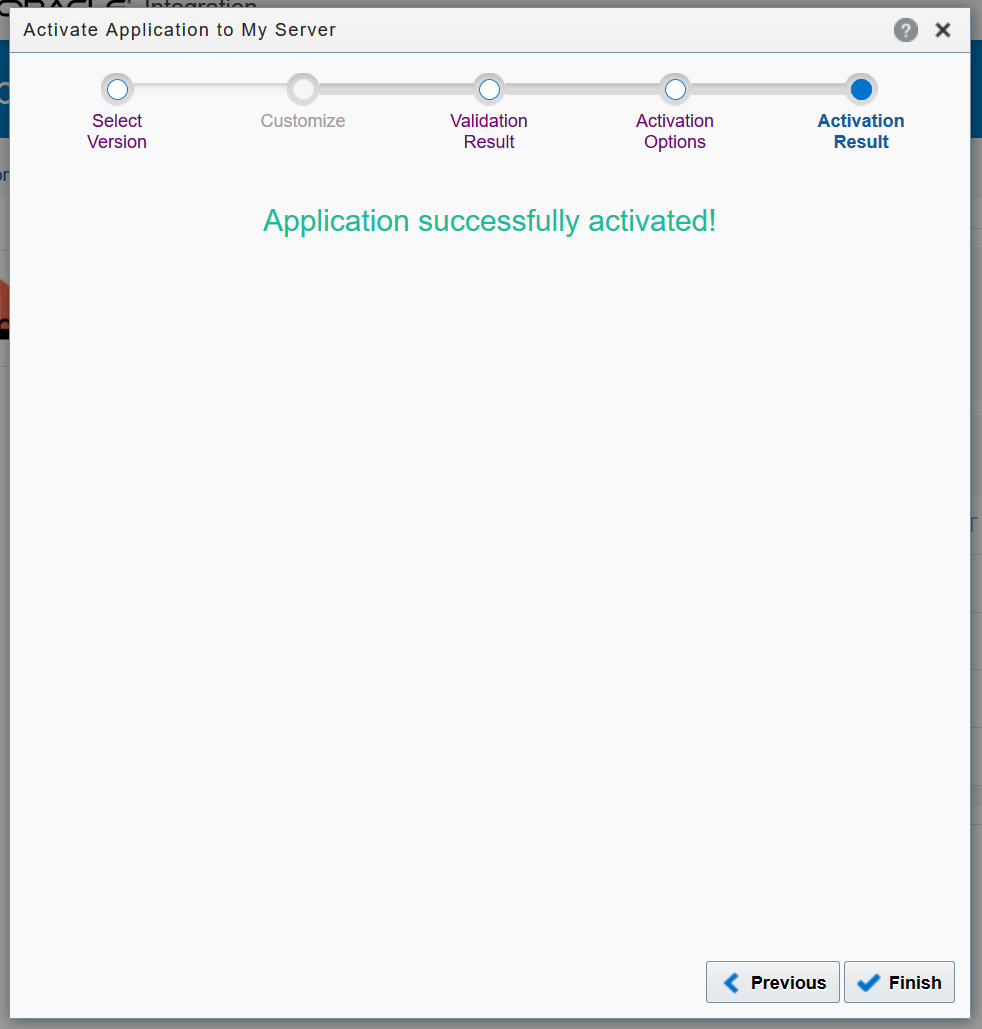 Integration
Activate Application to My Server
Select
Version
Customize
Validation
Result
Activation
Options
Activation
Result
Application successfully activated!
Previous
Finish